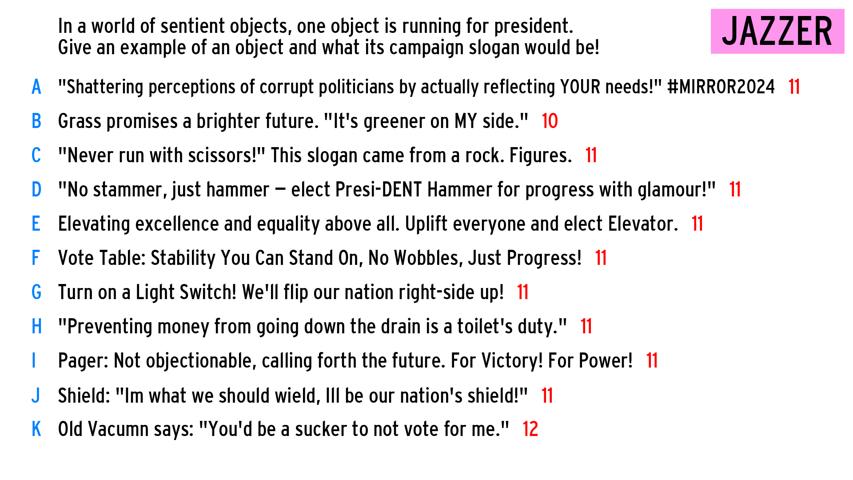 In a world of sentient objects, one object is running for president.
Give an example of an object and what its campaign slogan would be!
JAZZER
A "Shattering perceptions of corrupt politicians by actually reflecting YOUR needs!" #MIRROR2024 11
B Grass promises a brighter future. "It's greener on MY side." 10
C "Never run with scissors!" This slogan came from a rock. Figures. 11
D "No stammer, just hammer – elect Presi-DENT Hammer for progress with glamour!" 11
E Elevating excellence and equality above all. Uplift everyone and elect Elevator. 11
F Vote Table: Stability You Can Stand On, No Wobbles, Just Progress! 11
G Turn on a Light Switch! We'll flip our nation right-side up! 11
H "Preventing money from going down the drain is a toilet's duty." 11
I Pager: Not objectionable, calling forth the future. For Victory! For Power! 11
J Shield: "Im what we should wield, Ill be our nation's shield!" 11
K Old Vacumn says: "You'd be a sucker to not vote for me." 12